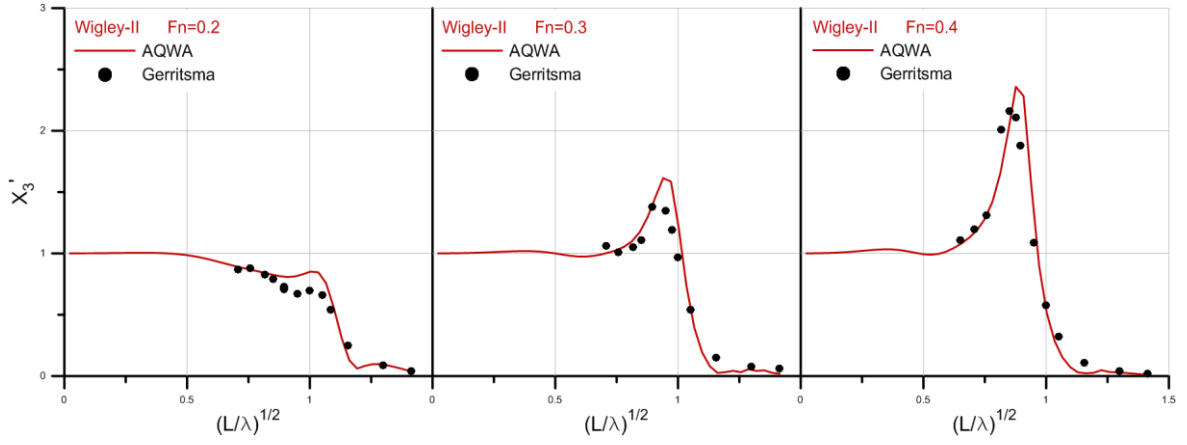 3
2
1
0
X3'
Wigley-II Fn=0.2
AQWA
Gerritsma
0 0.5 1
(L/λ)1/2
Wigley-II Fn=0.3
AQWA
Gerritsma
0 0.5 1
(L/λ)1/2
Wigley-II Fn=0.4
AQWA
Gerritsma
0 0.5 1 1.5
(L/λ)1/2